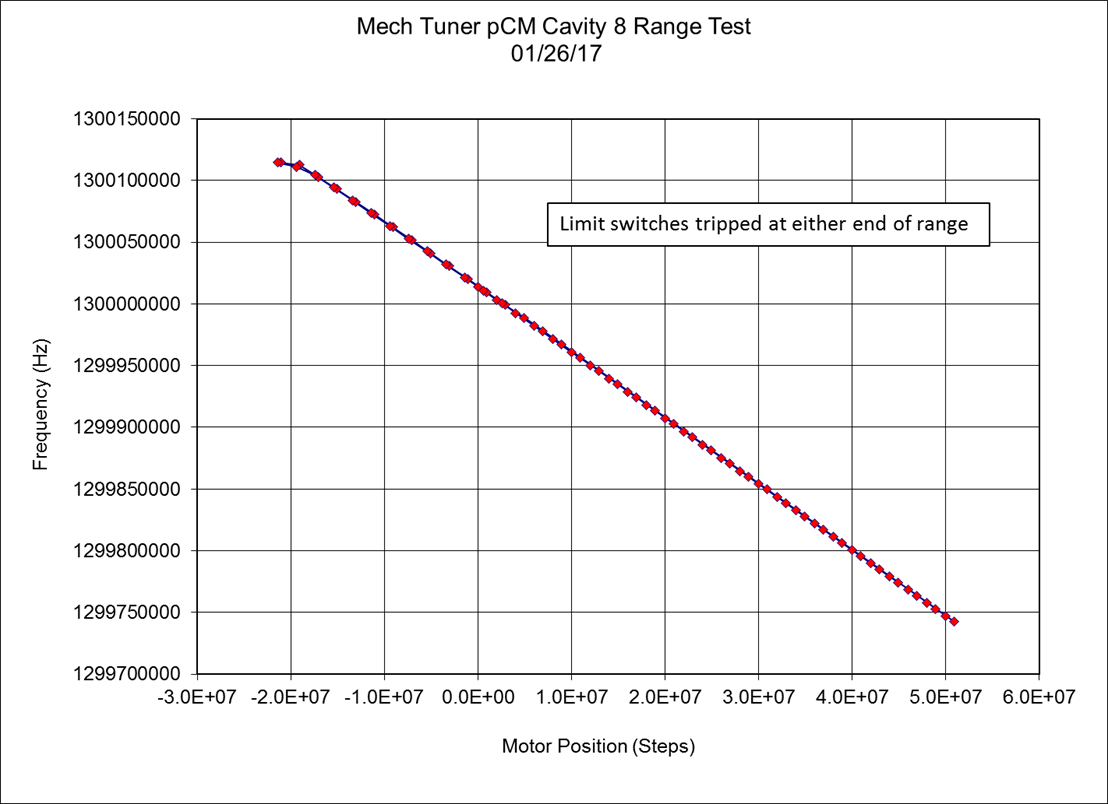 Mech Tuner pCM Cavity 8 Range Test
01/26/17
1300150000
1300100000
1300050000
1300000000
1299950000
1299900000
1299850000
1299800000
1299750000
1299700000
Limit switches tripped at either end of range
Frequency (Hz)
-3.0E+07 -2.0E+07 -1.0E+07 0.0E+00 1.0E+07 2.0E+07 3.0E+07 4.0E+07 5.0E+07 6.0E+07
Motor Position (Steps)